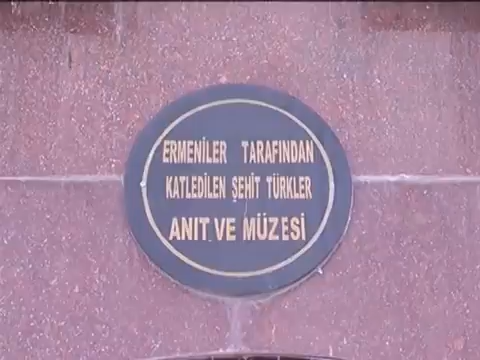 ERMENİLER TARAFINDAN
KATLEDİLEN ŞEHİT TÜRKLER
ANIT VE MÜZESİ